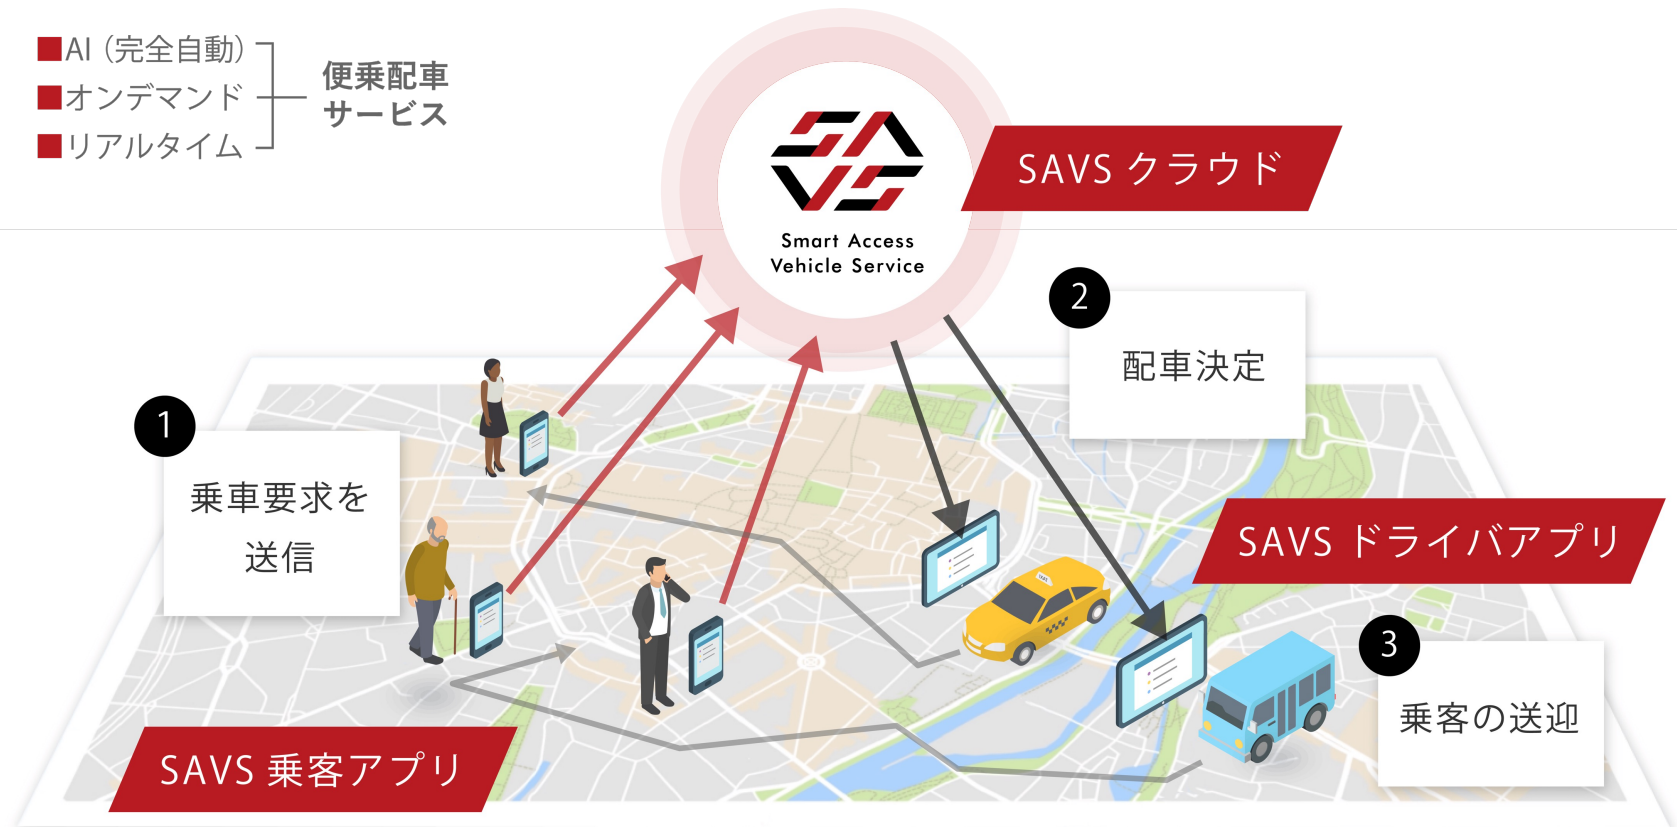 ■AI（完全自動）
■オンデマンド
■リアルタイム
便乗配車
サービス
SAVS
Smart Access
Vehicle Service
SAVS クラウド
1
乗車要求を
送信
2
配車決定
SAVS ドライバアプリ
3
乗客の送迎
SAVS 乗客アプリ
TAXI